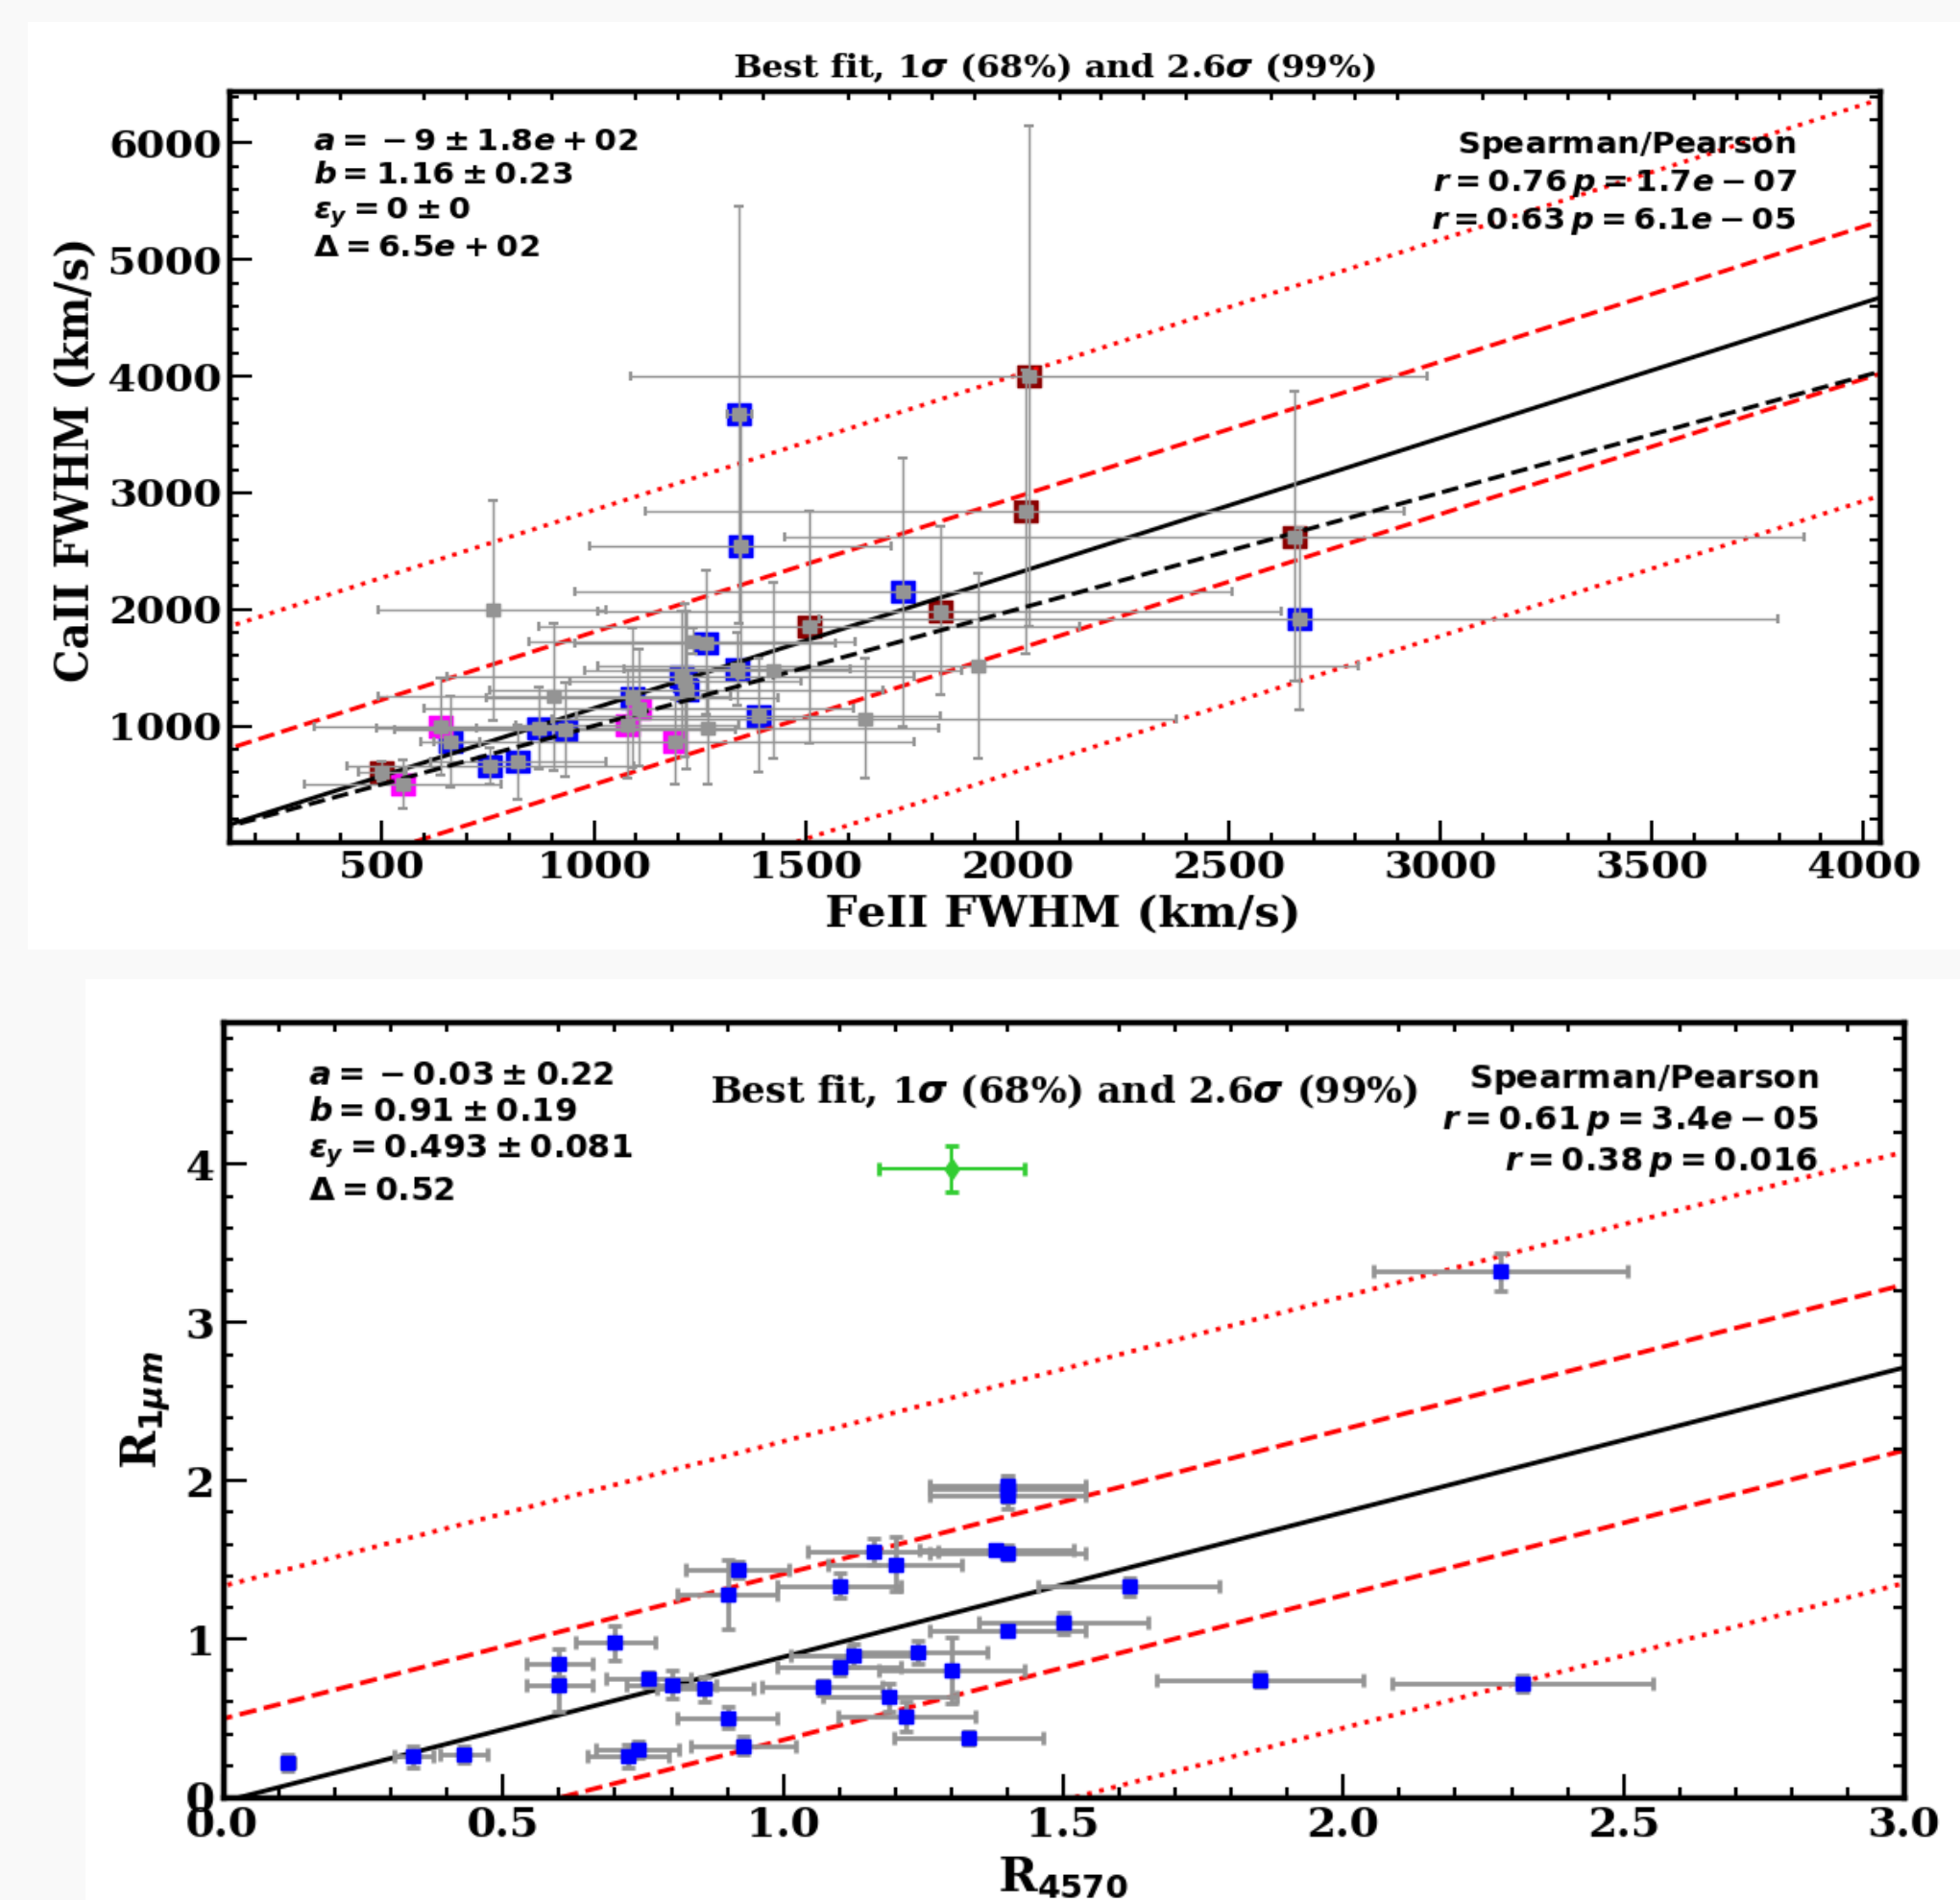 Best fit, 1σ (68%) and 2.6σ (99%)
a = −9 ± 1.8e + 02
b = 1.16 ± 0.23
εy = 0 ± 0
Δ = 6.5e + 02
Spearman/Pearson
r = 0.76 p = 1.7e − 07
r = 0.63 p = 6.1e − 05
6000
5000
4000
3000
2000
1000
CaII FWHM (km/s)
500 1000 1500 2000 2500 3000 3500 4000
FeII FWHM (km/s)
a = −0.03 ± 0.22
b = 0.91 ± 0.19
εy = 0.493 ± 0.081
Δ = 0.52
Best fit, 1σ (68%) and 2.6σ (99%)
Spearman/Pearson
r = 0.61 p = 3.4e − 05
r = 0.38 p = 0.016
4
3
2
1
0
R1μm
0.0 0.5 1.0 1.5 2.0 2.5 3.0
R4570